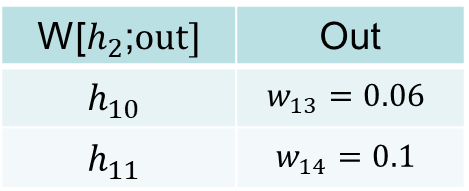 W[h₂;out] Out
h₁₀ w₁₃ = 0.06
h₁₁ w₁₄ = 0.1